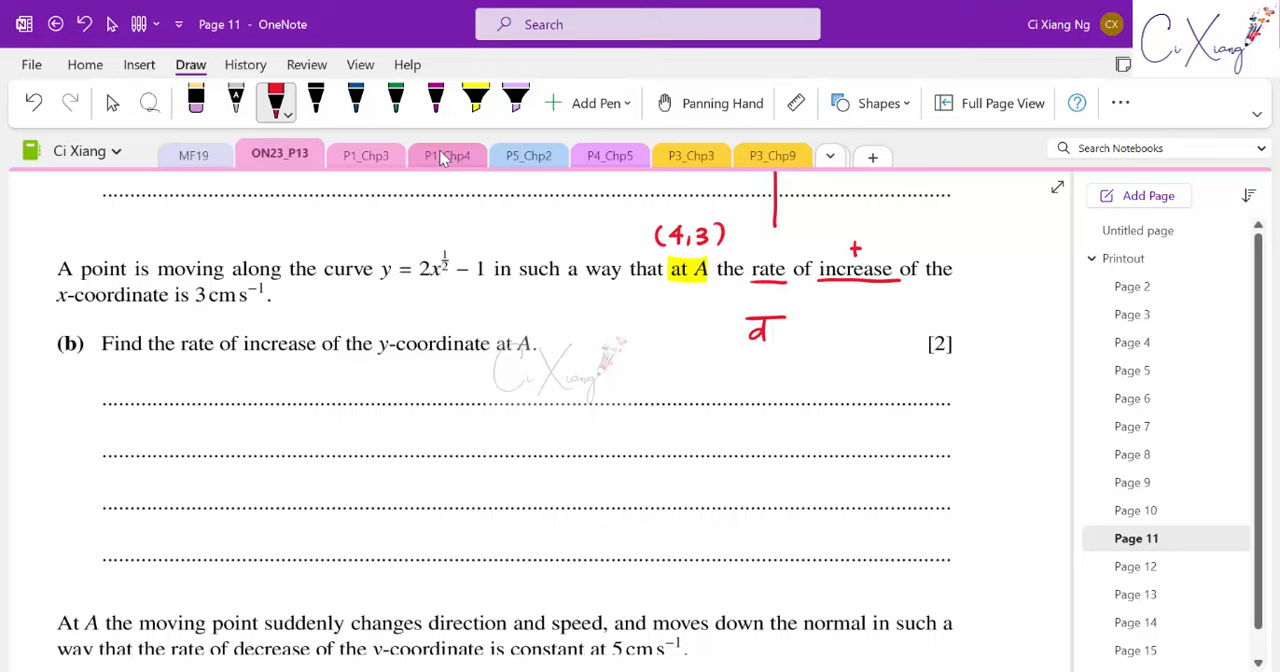 Page 11 - OneNote
Search
Ci Xiang Ng
CX
Ci Xiang
File Home Insert Draw History Review View Help
A
Add Pen
Panning Hand
Shapes
Full Page View
Ci Xiang
MF19
ON23_P13
P1_Chp3
P1_Chp4
P5_Chp2
P4_Chp5
P3_Chp3
P3_Chp9
Search Notebooks
Add Page
Untitled page
Printout
Page 2
Page 3
Page 4
Page 5
Page 6
Page 7
Page 8
Page 9
Page 10
Page 11
Page 12
Page 13
Page 14
Page 15
(4,3)
+
A point is moving along the curve y = 2x^{1/2} − 1 in such a way that at A the rate of increase of the
x-coordinate is 3 cm s⁻¹.
d
(b) Find the rate of increase of the y-coordinate at A. [2]
Ci Xiang
At A the moving point suddenly changes direction and speed, and moves down the normal in such a
way that the rate of decrease of the y-coordinate is constant at 5 cm s⁻¹.